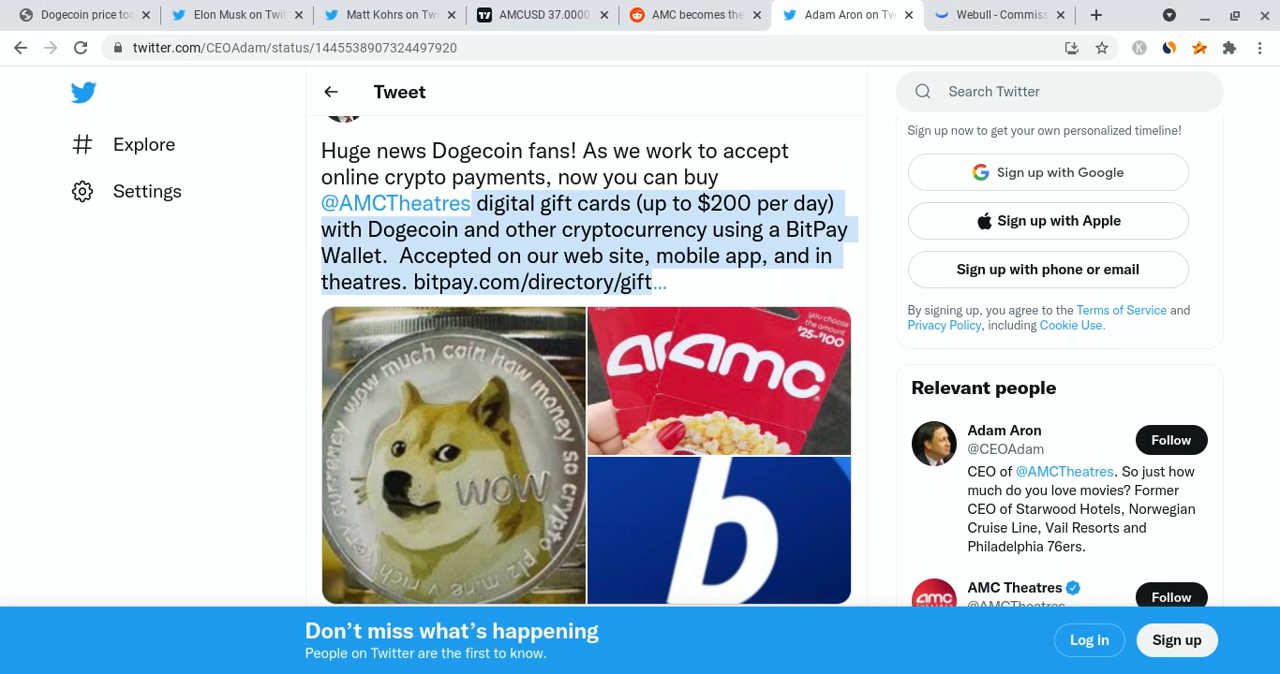 Dogecoin price tod
Elon Musk on Twit
Matt Kohrs on Twi
AMCUSD 37.0000
AMC becomes the
Adam Aron on Tw
Webull - Commiss
twitter.com/CEOAdam/status/1445538907324497920
Explore
Settings
Tweet
Huge news Dogecoin fans! As we work to accept
online crypto payments, now you can buy
@AMCTheatres digital gift cards (up to $200 per day)
with Dogecoin and other cryptocurrency using a BitPay
Wallet.  Accepted on our web site, mobile app, and in
theatres. bitpay.com/directory/gift…
wow much coin how money so crypto plz mine v rich very currency
wow
you choose
the amount
$25-$100
amc
b
Search Twitter
Sign up now to get your own personalized timeline!
Sign up with Google
Sign up with Apple
Sign up with phone or email
By signing up, you agree to the Terms of Service and
Privacy Policy, including Cookie Use.
Relevant people
Adam Aron
@CEOAdam
Follow
CEO of @AMCTheatres. So just how
much do you love movies? Former
CEO of Starwood Hotels, Norwegian
Cruise Line, Vail Resorts and
Philadelphia 76ers.
amc
AMC Theatres
@AMCTheatres
Follow
Don't miss what's happening
People on Twitter are the first to know.
Log in
Sign up